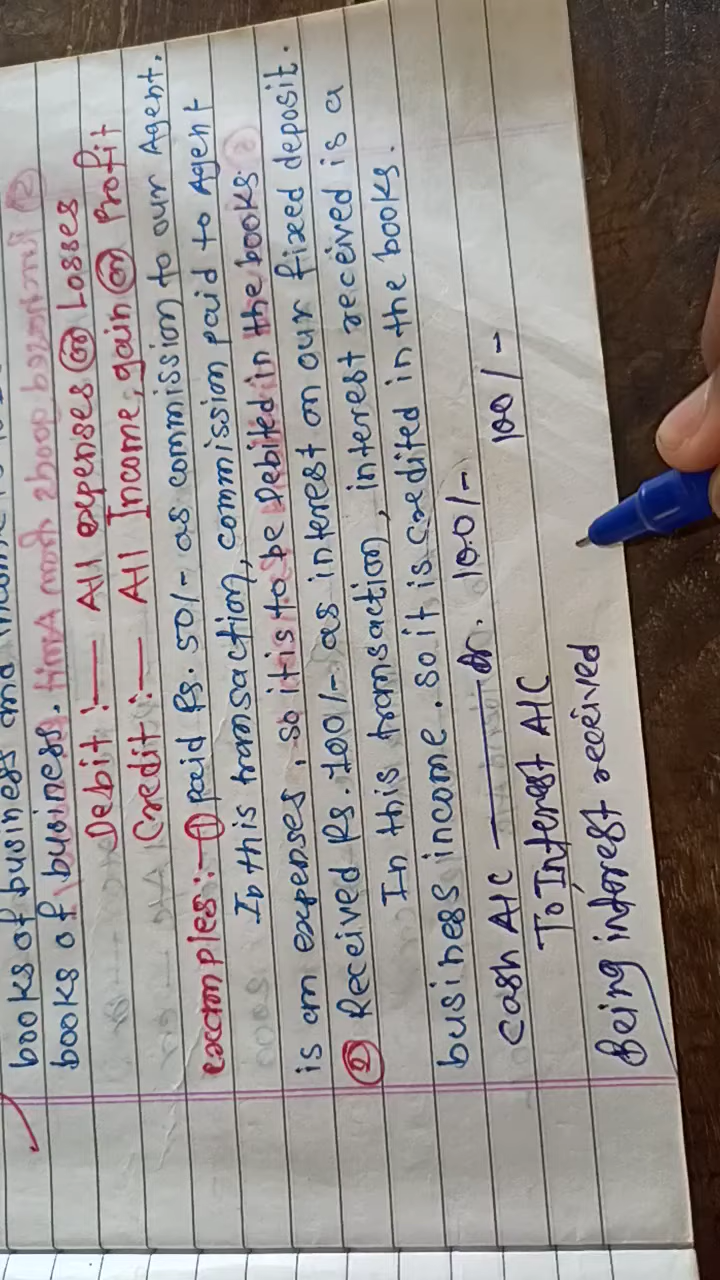 books of business and
books of business.
Debit :— All expenses or Losses
Credit :— All Income, gain or Profit
exam ples :- ① paid Rs. 50/- as commission to our Agent.
In this transaction, commission paid to Agent
is an expenses, so it is to be Debited in the books.
② Received Rs. 100/- as interest on our fixed deposit.
In this transaction, interest received is a
business income. so it is credited in the books.
Cash A/C ——— Dr. 100/-
To Interest A/C 100/-
Being interest received